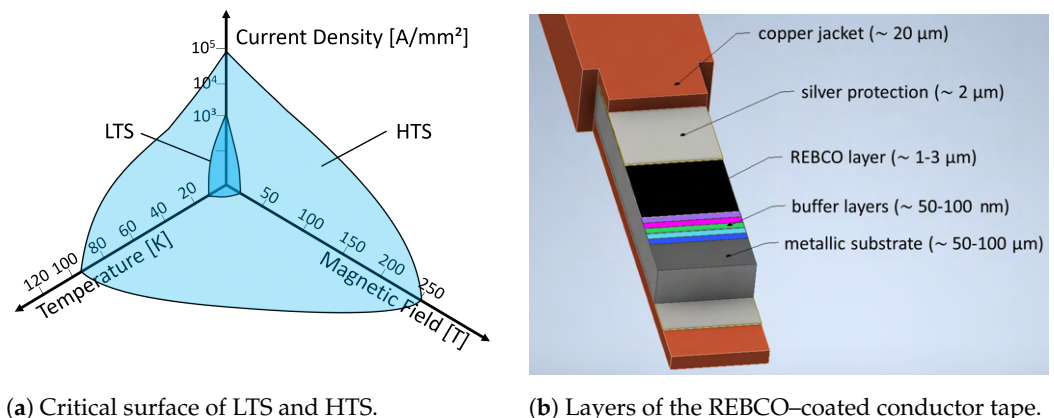 Current Density [A/mm²]
10⁵
10⁴
10³
LTS
HTS
20
40
60
80
100
120
Temperature [K]
50
100
150
200
250
Magnetic Field [T]
copper jacket (~ 20 µm)
silver protection (~ 2 µm)
REBCO layer (~ 1-3 µm)
buffer layers (~ 50-100 nm)
metallic substrate (~ 50-100 µm)
(a) Critical surface of LTS and HTS.
(b) Layers of the REBCO–coated conductor tape.